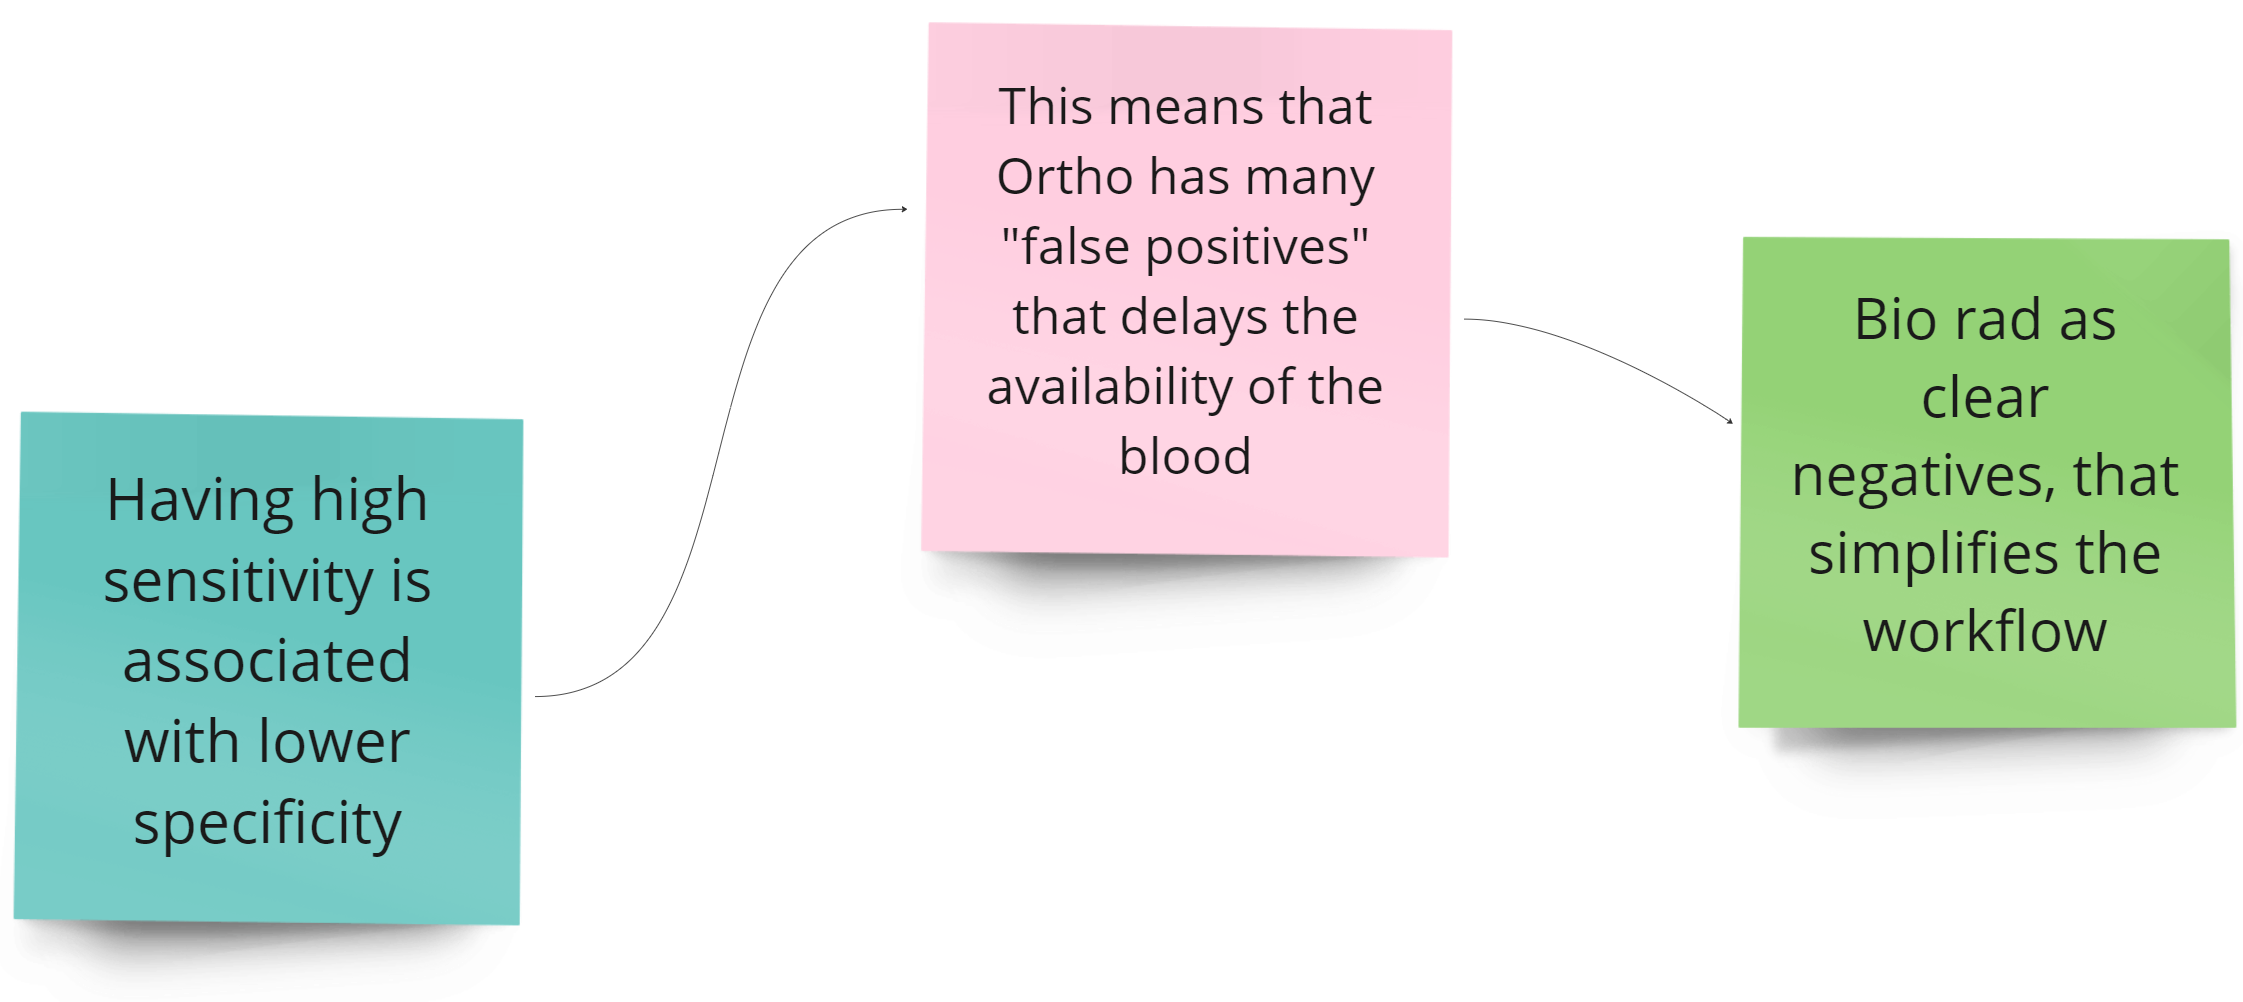 Having high
sensitivity is
associated
with lower
specificity
This means that
Ortho has many
"false positives"
that delays the
availability of the
blood
Bio rad as
clear
negatives, that
simplifies the
workflow